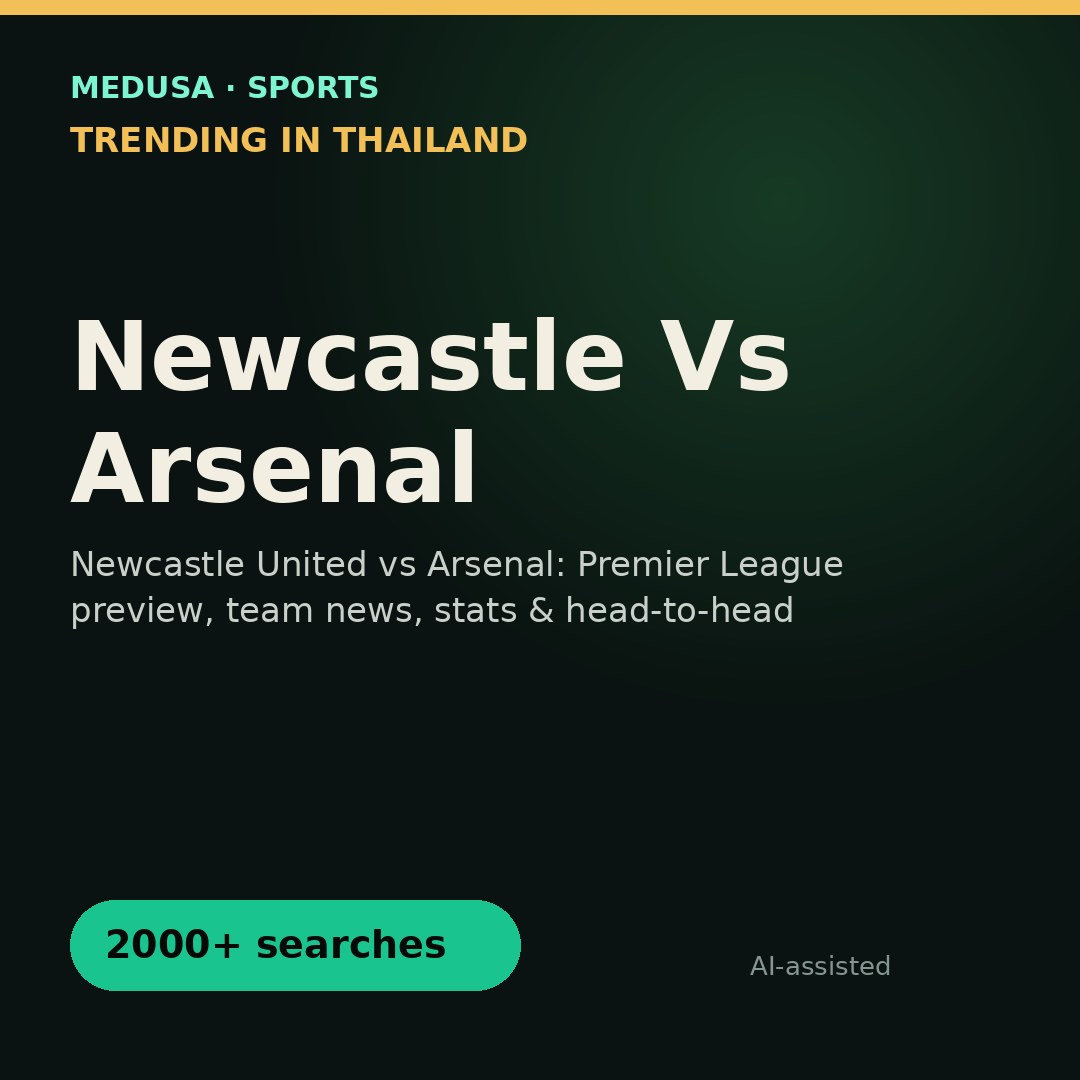 MEDUSA · SPORTS
TRENDING IN THAILAND
Newcastle Vs
Arsenal
Newcastle United vs Arsenal: Premier League
preview, team news, stats & head-to-head
2000+ searches
AI-assisted